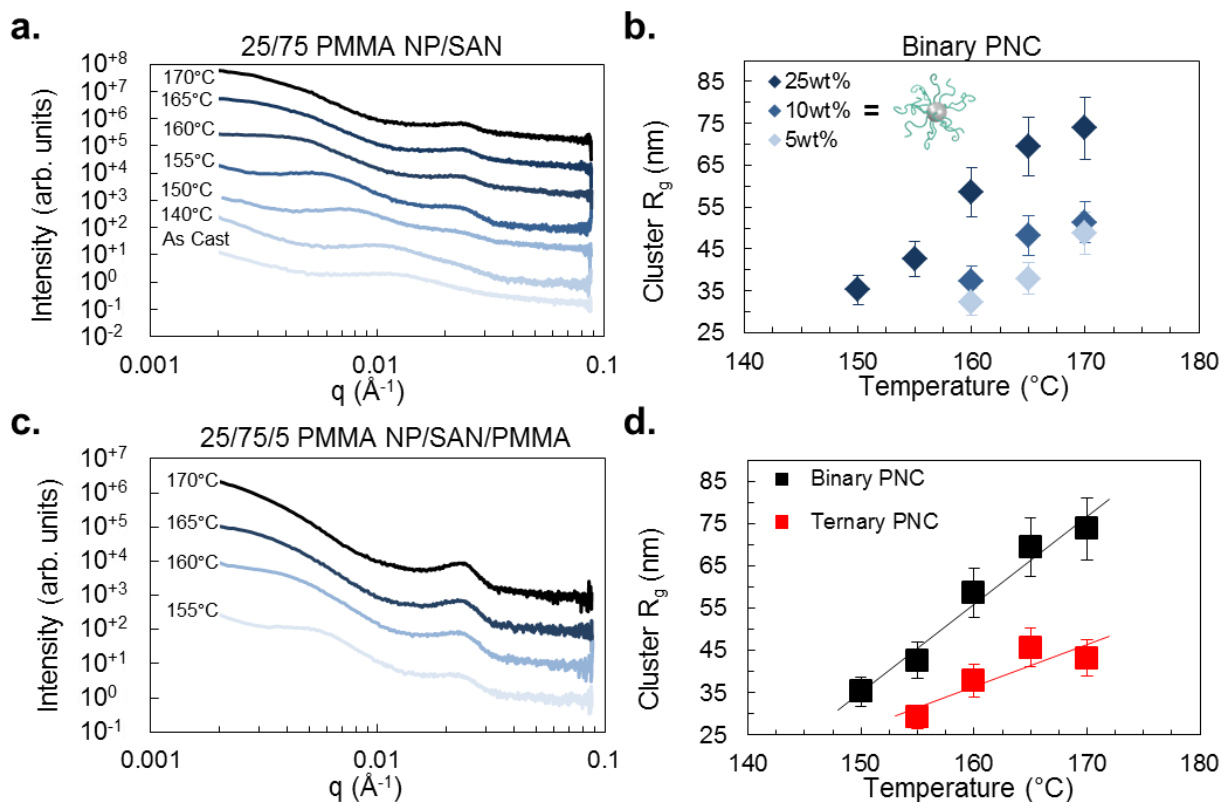 a.
25/75 PMMA NP/SAN
Intensity (arb. units)
10+8
10+7
10+6
10+5
10+4
10+3
10+2
10+1
10^0
10-1
10-2
170°C
165°C
160°C
155°C
150°C
140°C
As Cast
0.001
0.01
0.1
q (Å-1)
b.
Binary PNC
Cluster Rg (nm)
85
75
65
55
45
35
25
25wt%
10wt% =
5wt%
140
150
160
170
180
Temperature (°C)
c.
25/75/5 PMMA NP/SAN/PMMA
Intensity (arb. units)
10+7
10+6
10+5
10+4
10+3
10+2
10+1
10^0
10-1
170°C
165°C
160°C
155°C
0.001
0.01
0.1
q (Å-1)
d.
Cluster Rg (nm)
85
75
65
55
45
35
25
Binary PNC
Ternary PNC
140
150
160
170
180
Temperature (°C)